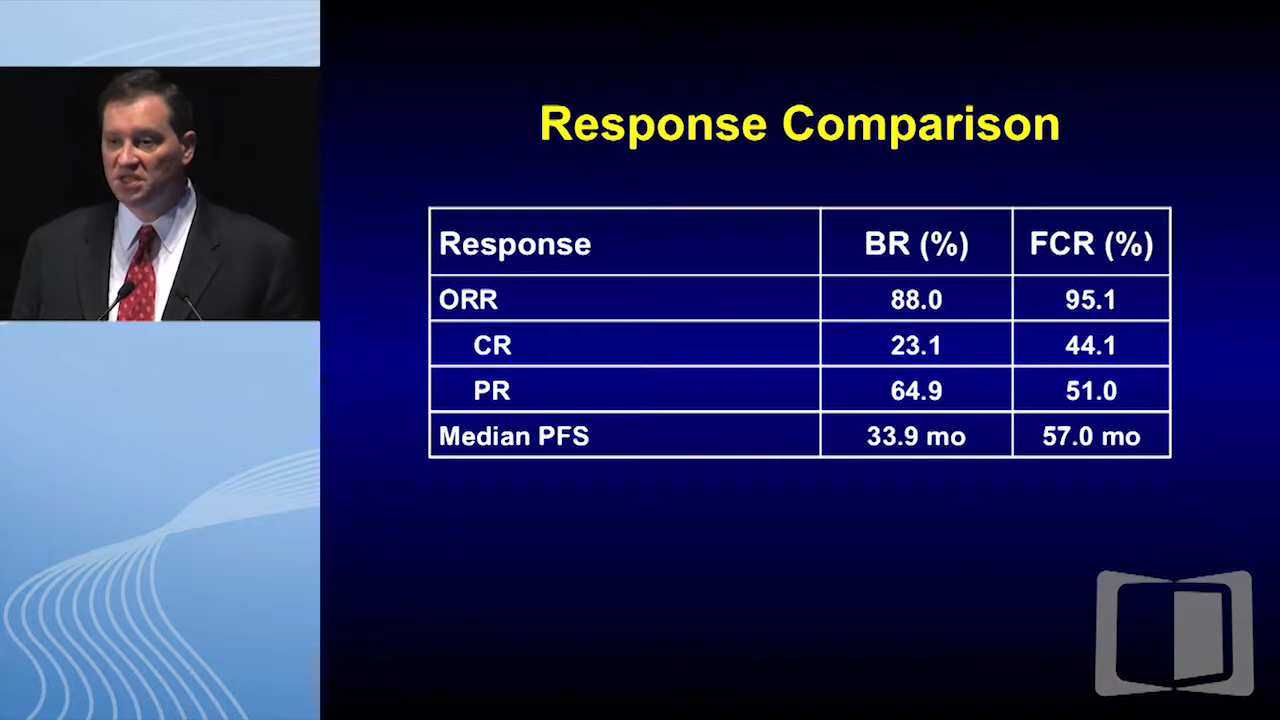 Response Comparison
Response BR (%) FCR (%)
ORR 88.0 95.1
CR 23.1 44.1
PR 64.9 51.0
Median PFS 33.9 mo 57.0 mo